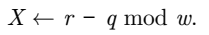 X ← r − q mod w.